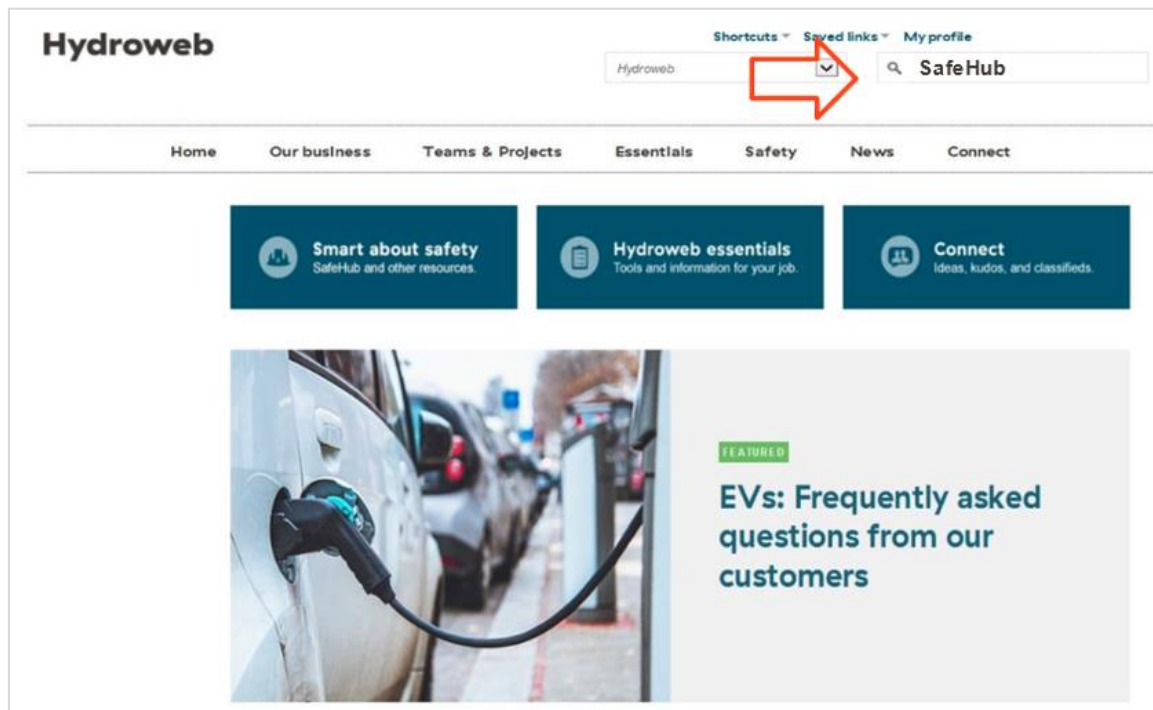 Hydroweb
Shortcuts Saved links My profile
Hydroweb
SafeHub
Home Our business Teams & Projects Essentials Safety News Connect
Smart about safety
SafeHub and other resources.
Hydroweb essentials
Tools and information for your job.
Connect
Ideas, kudos, and classifieds.
FEATURED
EVs: Frequently asked
questions from our
customers